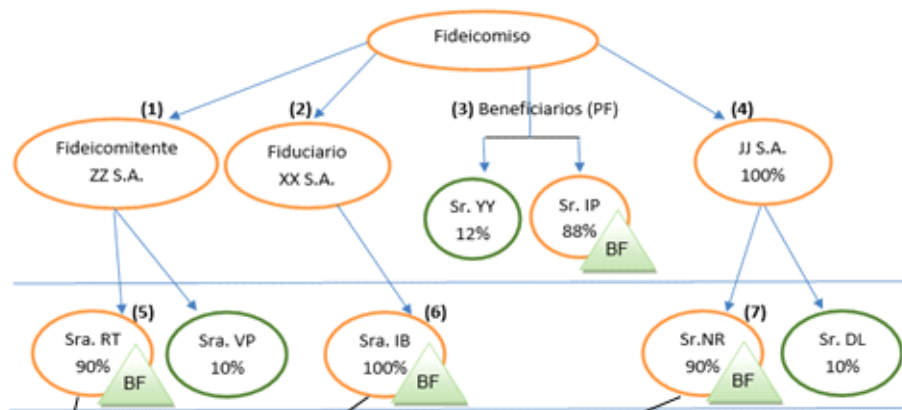 Fideicomiso
(1)
(2)
(3) Beneficiarios (PF)
(4)
Fideicomitente
ZZ S.A.
Fiduciario
XX S.A.
JJ S.A.
100%
Sr. YY
12%
Sr. IP
88%
BF
(5)
(6)
(7)
Sra. RT
90%
BF
Sra. VP
10%
Sra. IB
100%
BF
Sr.NR
90%
BF
Sr. DL
10%